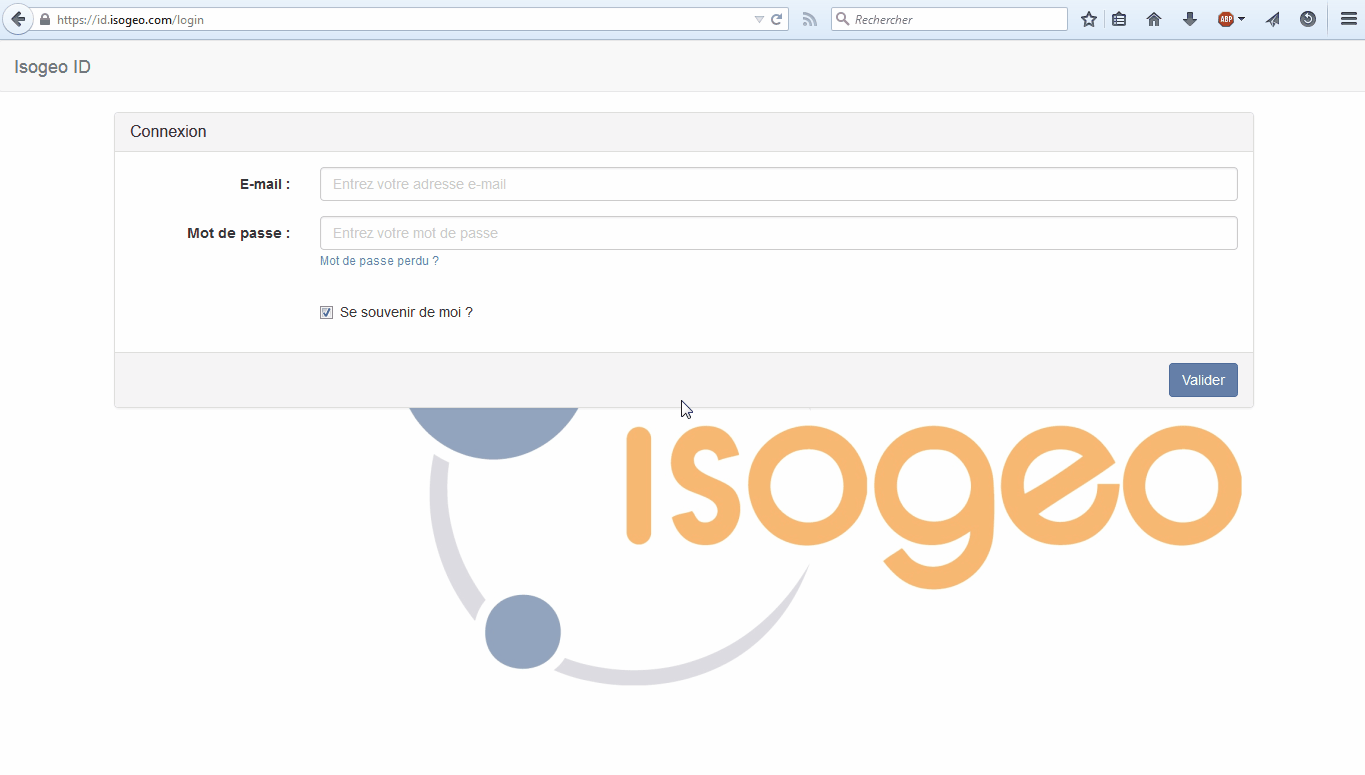 https://id.isogeo.com/login
Rechercher
ABP
Isogeo ID
Connexion
E-mail :
Entrez votre adresse e-mail
Mot de passe :
Entrez votre mot de passe
Mot de passe perdu ?
Se souvenir de moi ?
Valider
isogeo